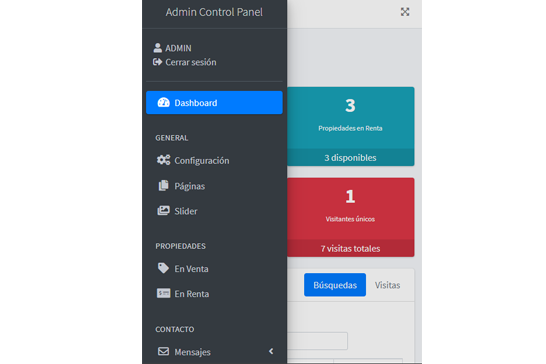 Admin Control Panel
ADMIN
Cerrar sesión
Dashboard
GENERAL
Configuración
Páginas
Slider
PROPIEDADES
En Venta
En Renta
CONTACTO
Mensajes
3
Propiedades en Renta
3 disponibles
1
Visitantes únicos
7 visitas totales
Búsquedas
Visitas